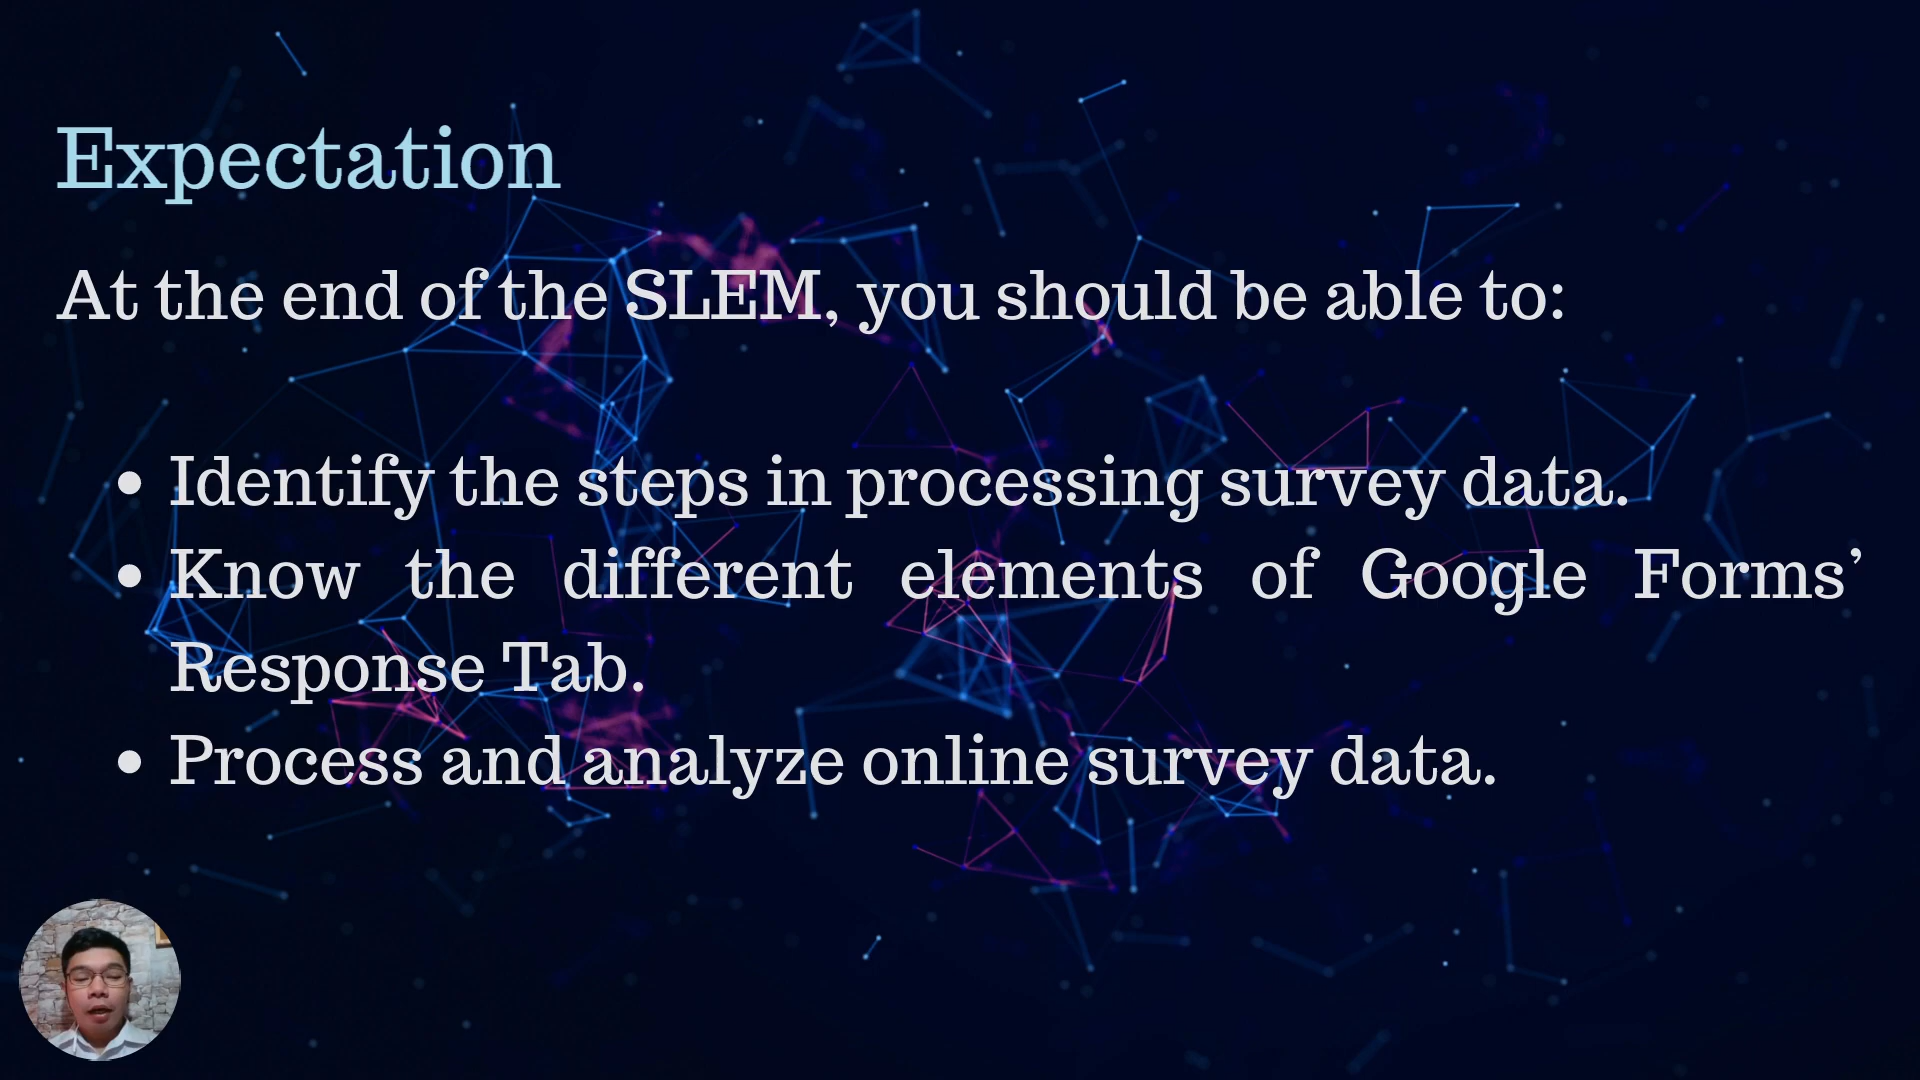 Expectation
At the end of the SLEM, you should be able to:
• Identify the steps in processing survey data.
• Know the different elements of Google Forms’
Response Tab.
• Process and analyze online survey data.